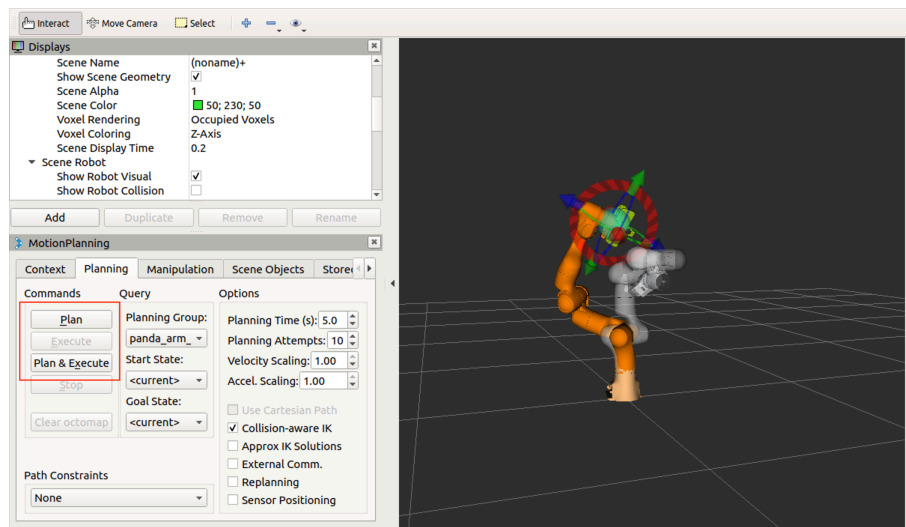 Interact Move Camera Select
Displays
Scene Name (noname)+
Show Scene Geometry
Scene Alpha 1
Scene Color 50; 230; 50
Voxel Rendering Occupied Voxels
Voxel Coloring Z-Axis
Scene Display Time 0.2
Scene Robot
Show Robot Visual
Show Robot Collision
Add Duplicate Remove Rename
MotionPlanning
Context Planning Manipulation Scene Objects Store
Commands Query Options
Plan
Execute
Plan & Execute
Stop
Clear octomap
Planning Group:
panda_arm_
Start State:
<current>
Goal State:
<current>
Planning Time (s): 5.0
Planning Attempts: 10
Velocity Scaling: 1.00
Accel. Scaling: 1.00
Use Cartesian Path
Collision-aware IK
Approx IK Solutions
External Comm.
Replanning
Sensor Positioning
Path Constraints
None